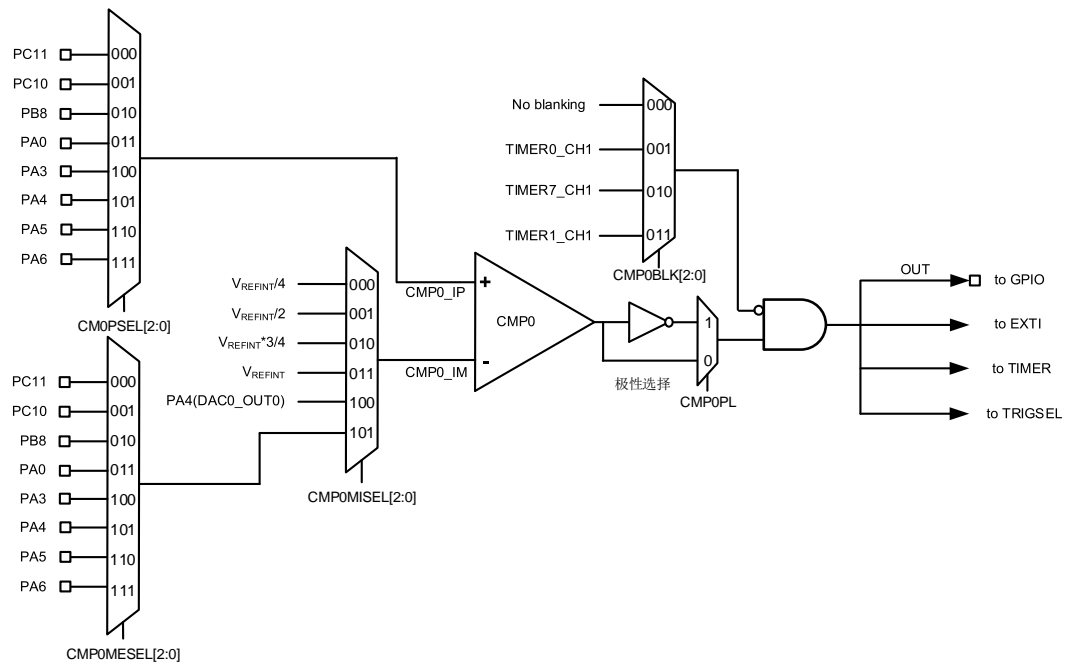 PC11
000
PC10
001
PB8
010
PA0
011
PA3
100
PA4
101
PA5
110
PA6
111
CM0PSEL[2:0]
PC11
000
PC10
001
PB8
010
PA0
011
PA3
100
PA4
101
PA5
110
PA6
111
CMP0MESEL[2:0]
VREFINT/4
000
VREFINT/2
001
VREFINT*3/4
010
VREFINT
011
PA4(DAC0_OUT0)
100
101
CMP0MISEL[2:0]
CMP0_IP
CMP0_IM
+
CMP0
-
No blanking
000
TIMER0_CH1
001
TIMER7_CH1
010
TIMER1_CH1
011
CMP0BLK[2:0]
1
0
极性选择
CMP0PL
OUT
to GPIO
to EXTI
to TIMER
to TRIGSEL